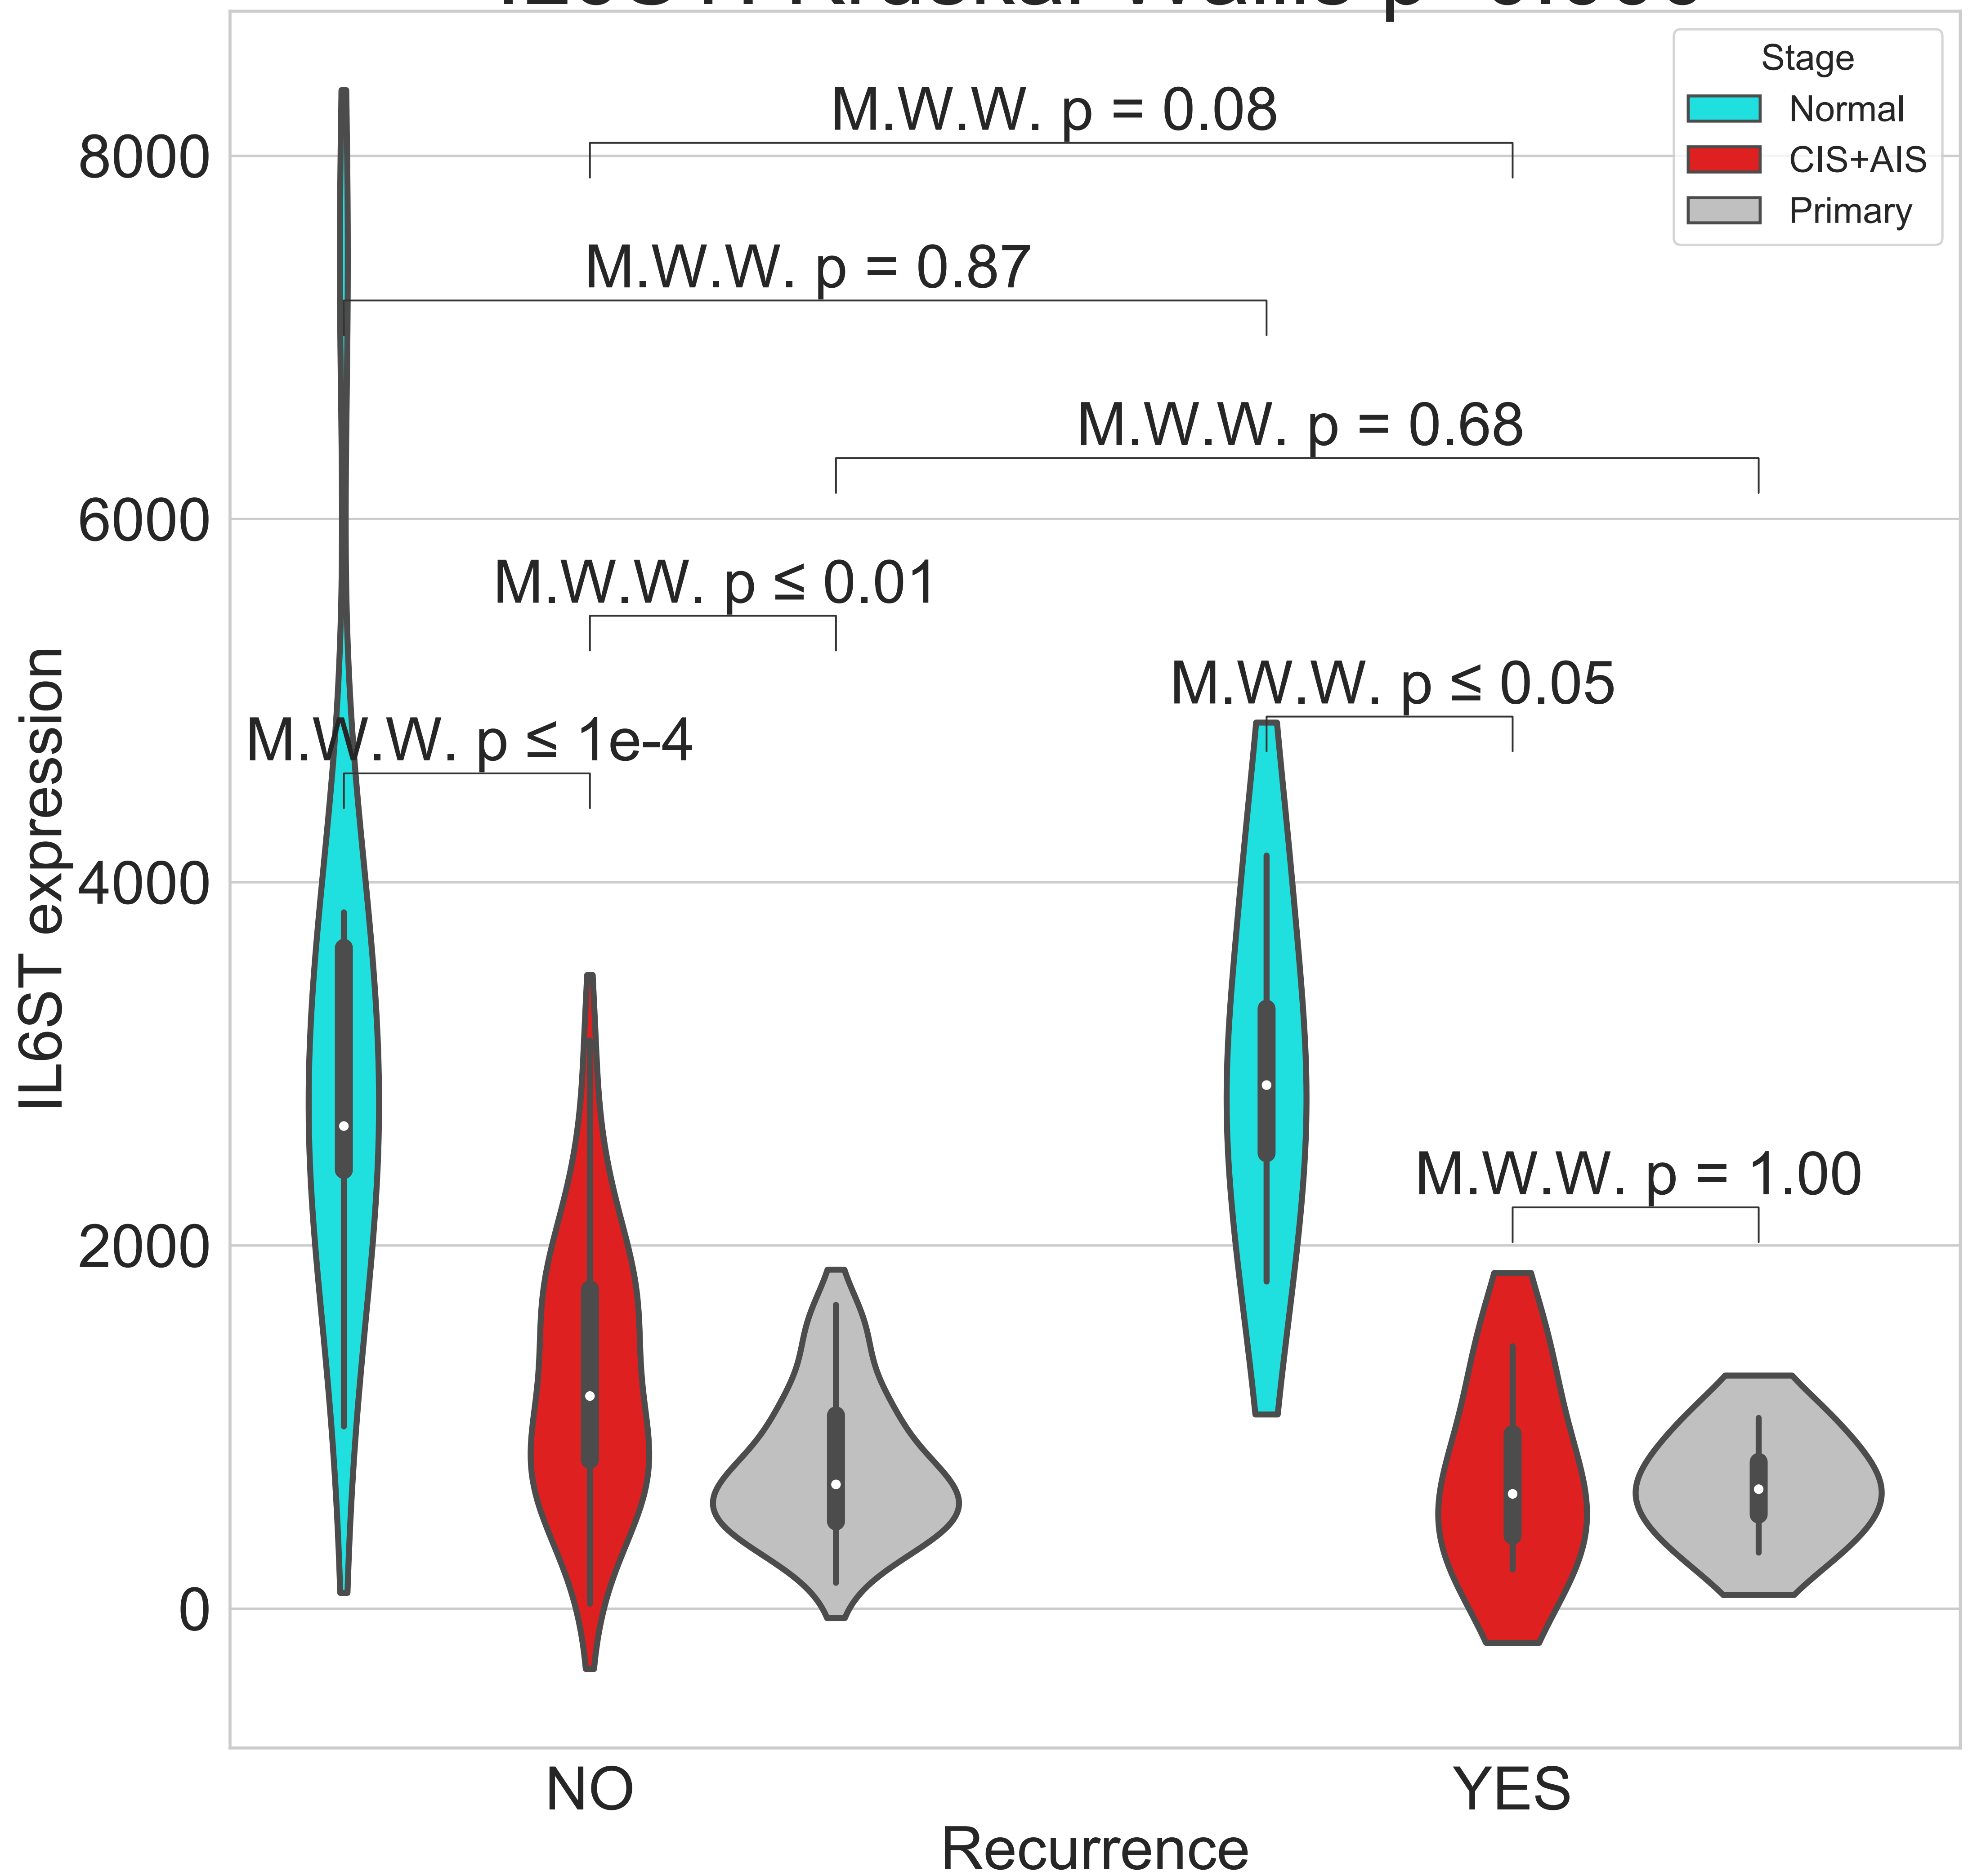 Stage
Normal
CIS+AIS
Primary
M.W.W. p = 0.08
M.W.W. p = 0.87
M.W.W. p = 0.68
M.W.W. p ≤ 0.01
M.W.W. p ≤ 0.05
M.W.W. p ≤ 1e-4
M.W.W. p = 1.00
8000
6000
4000
2000
0
IL6ST expression
NO
YES
Recurrence